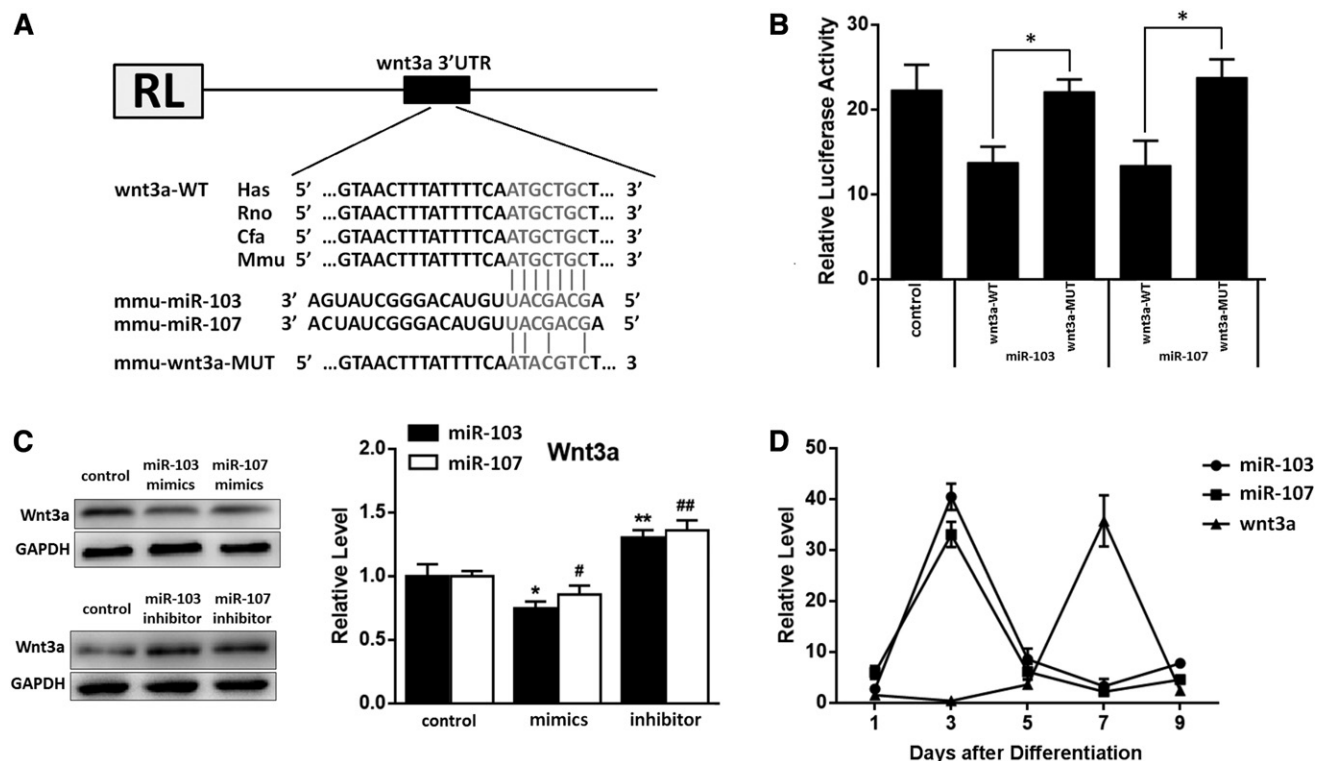 A
RL
wnt3a 3’UTR
wnt3a-WT Has 5’ ...GTAACTTTATTTTCAATGCTGCT... 3’
Rno 5’ ...GTAACTTTATTTTCAATGCTGCT... 3’
Cfa 5’ ...GTAACTTTATTTTCAATGCTGCT... 3’
Mmu 5’ ...GTAACTTTATTTTCAATGCTGCT... 3’
mmu-miR-103 3’ AGUAUCGGGACAUGUUACGACGA 5’
mmu-miR-107 3’ ACUAUCGGGACAUGUUACGACGA 5’
mmu-wnt3a-MUT 5’ ...GTAACTTTATTTTCAATACGTCT... 3
B
Relative Luciferase Activity
30
20
10
0
* *
control
wnt3a-WT
wnt3a-MUT
wnt3a-WT
wnt3a-MUT
miR-103 miR-107
C
control miR-103 mimics miR-107 mimics
Wnt3a
GAPDH
control miR-103 inhibitor miR-107 inhibitor
Wnt3a
GAPDH
miR-103
miR-107
Wnt3a
Relative Level
2.0
1.5
1.0
0.5
0.0
* # ** ##
control mimics inhibitor
D
Relative Level
50
40
30
20
10
0
1 3 5 7 9
Days after Differentiation
miR-103
miR-107
wnt3a